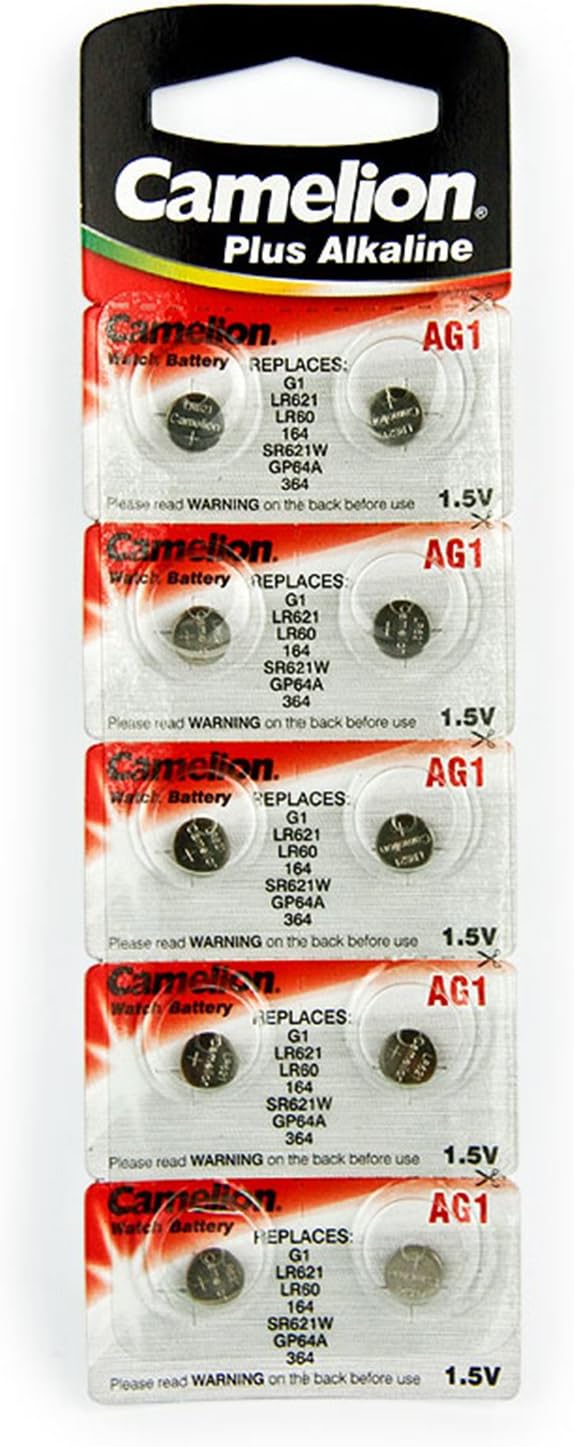 Camelion®
Plus Alkaline
Camelion. AG1
Watch Battery REPLACES:
G1
LR621
LR60
164
SR621W
GP64A
364
Please read WARNING on the back before use 1.5V
Camelion. AG1
Watch Battery REPLACES:
G1
LR621
LR60
164
SR621W
GP64A
364
Please read WARNING on the back before use 1.5V
Camelion. AG1
Watch Battery REPLACES:
G1
LR621
LR60
164
SR621W
GP64A
364
Please read WARNING on the back before use 1.5V
Camelion. AG1
Watch Battery REPLACES:
G1
LR621
LR60
164
SR621W
GP64A
364
Please read WARNING on the back before use 1.5V
Camelion. AG1
Watch Battery REPLACES:
G1
LR621
LR60
164
SR621W
GP64A
364
Please read WARNING on the back before use 1.5V